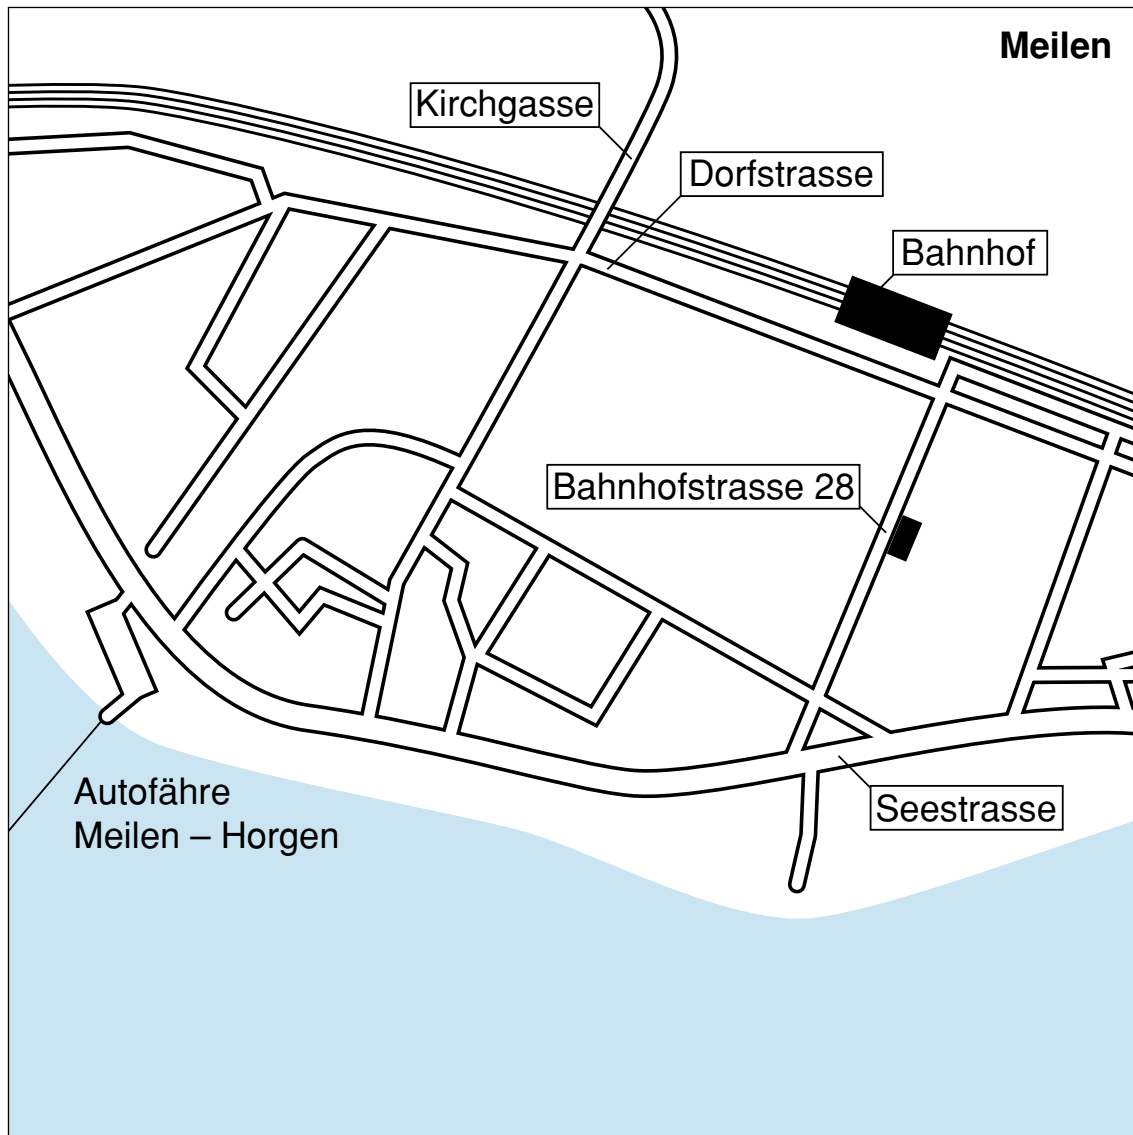 Meilen
Kirchgasse
Dorfstrasse
Bahnhof
Bahnhofstrasse 28
Autofähre
Meilen – Horgen
Seestrasse